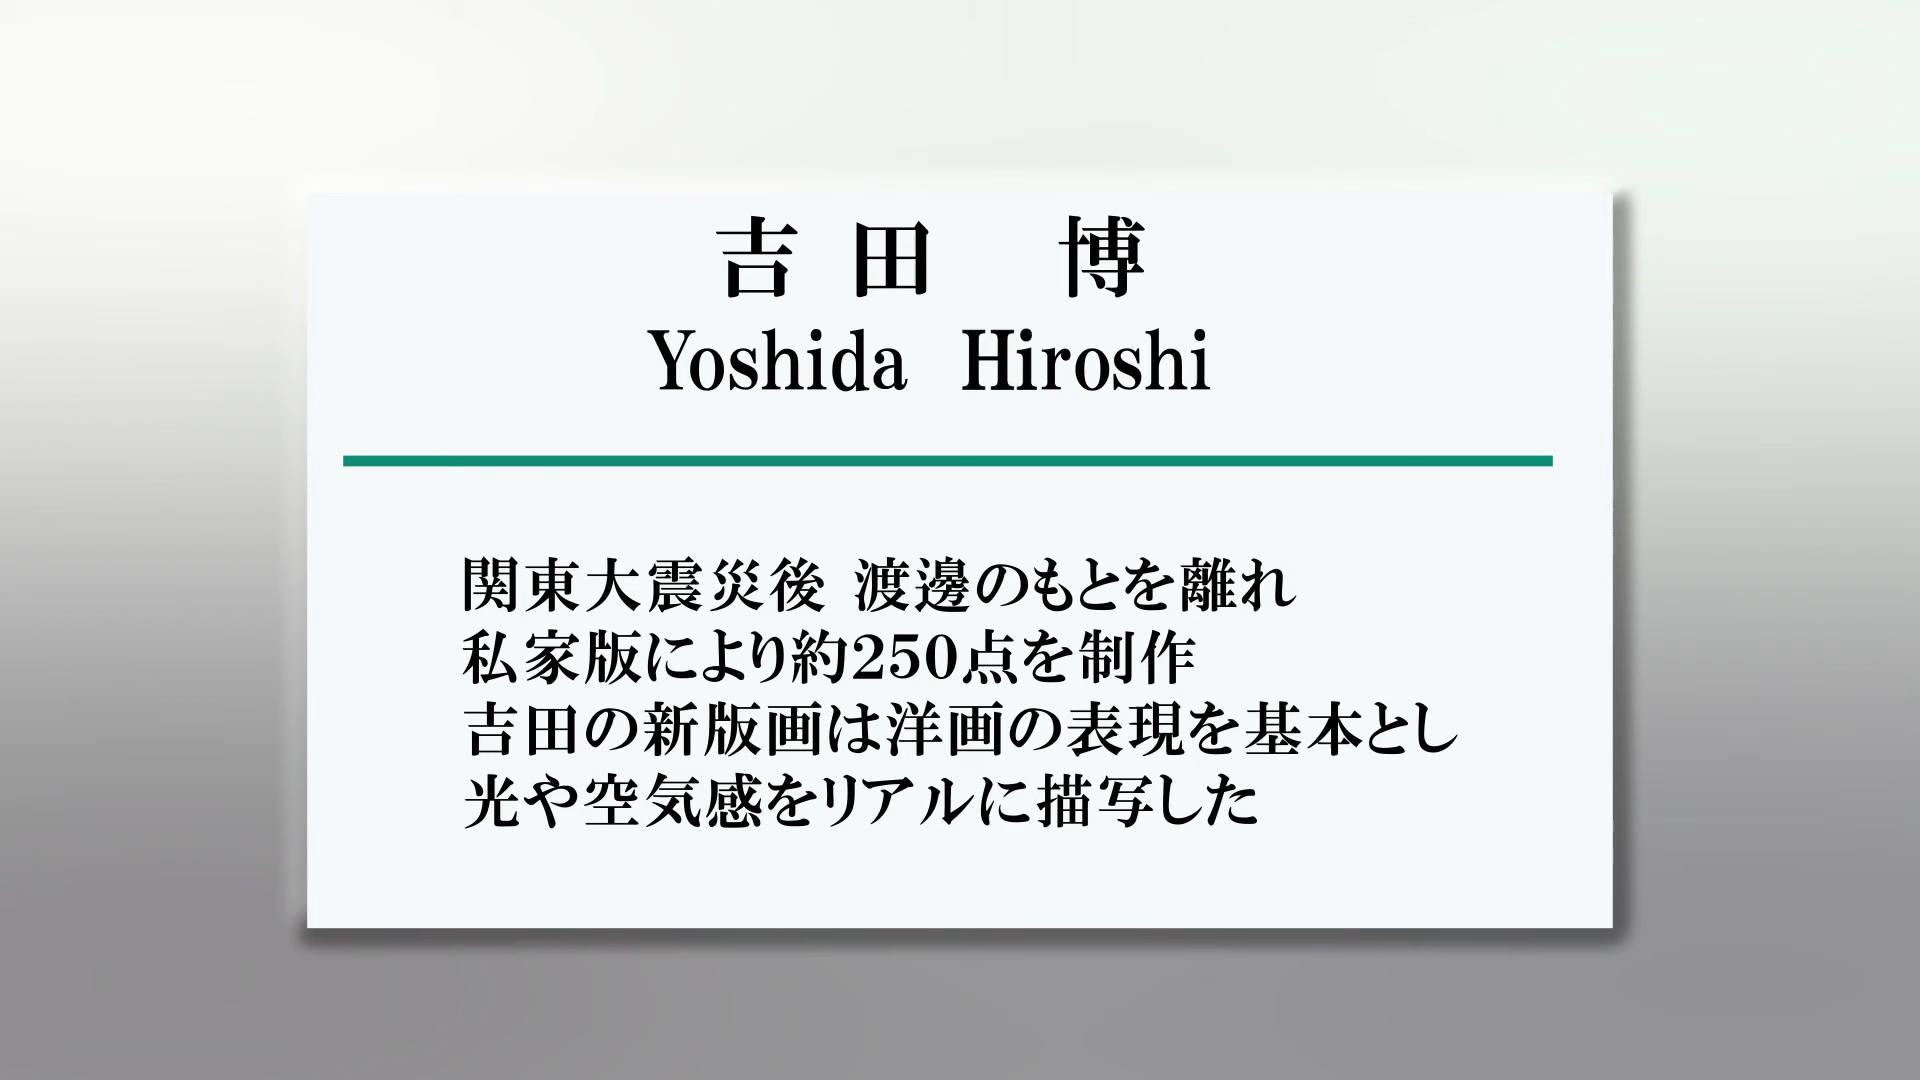 吉田　博
Yoshida Hiroshi
関東大震災後 渡邊のもとを離れ
私家版により約250点を制作
吉田の新版画は洋画の表現を基本とし
光や空気感をリアルに描写した